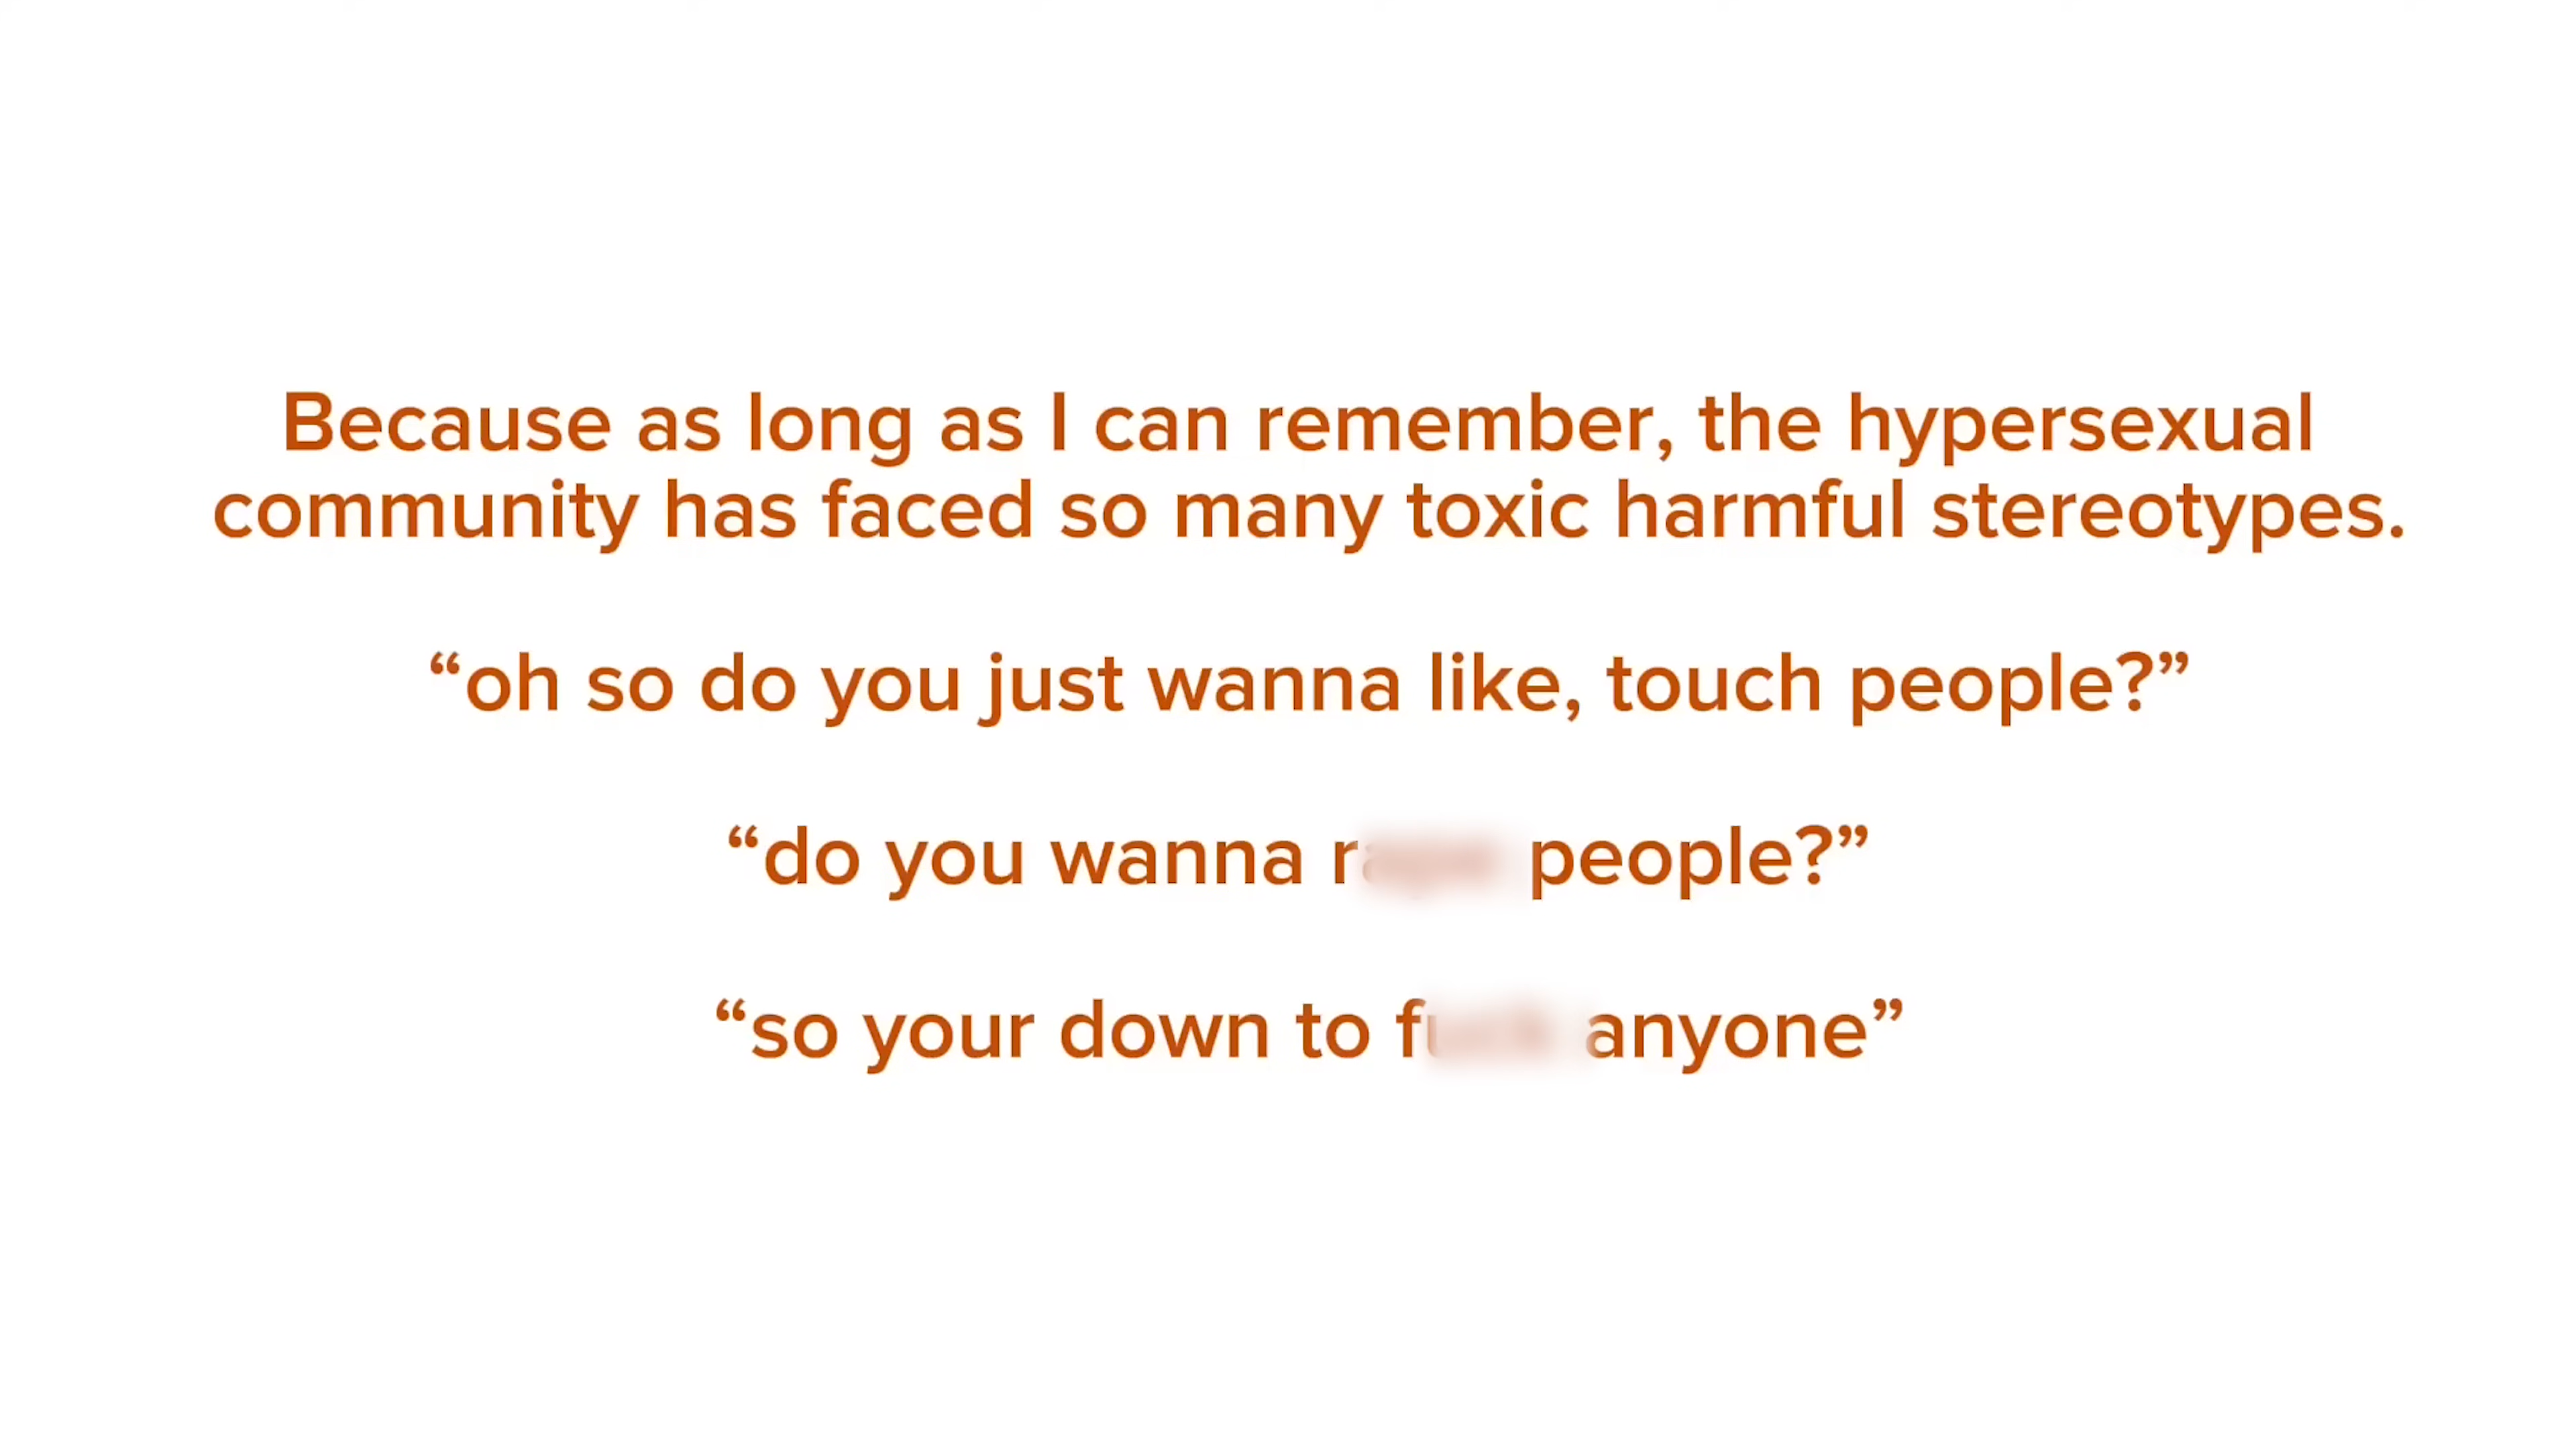 Because as long as I can remember, the hypersexual
community has faced so many toxic harmful stereotypes.
“oh so do you just wanna like, touch people?”
“do you wanna people?”
“so your down to anyone”